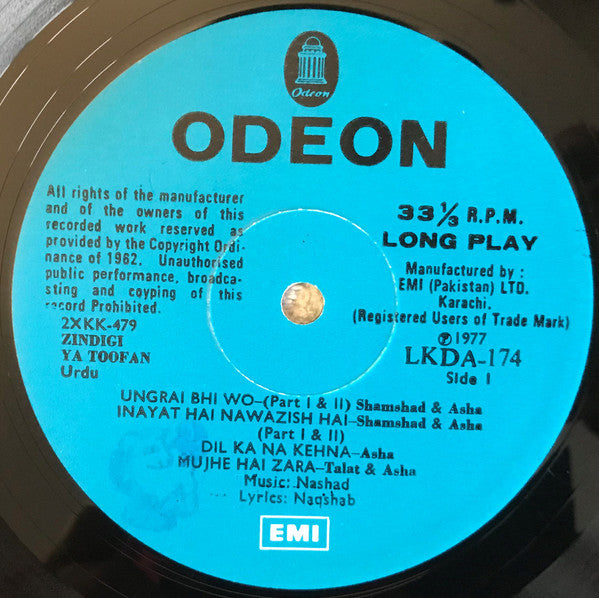 Odeon
ODEON
All rights of the manufacturer
and of the owners of this
recorded work reserved as
provided by the Copyright Ordi-
nance of 1962. Unauthorised
public performance, broadca-
sting and coyping of this
record Prohibited.
2XKK-479
ZINDIGI
YA TOOFAN
Urdu
33 1/3 R.P.M.
LONG PLAY
Manufactured by :
EMI (Pakistan) LTD.
Karachi.
(Registered Users of Trade Mark)
℗ 1977
LKDA-174
Side I
UNGRAI BHI WO–(Part I & II) Shamshad & Asha
INAYAT HAI NAWAZISH HAI–Shamshad & Asha
(Part I & II)
DIL KA NA KEHNA–Asha
MUJHE HAI ZARA–Talat & Asha
Music: Nashad
Lyrics: Naqshab
EMI